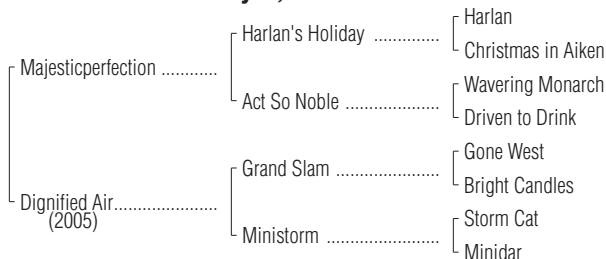 Harlan
Harlan's Holiday ..............
Christmas in Aiken
Majesticperfection ............
Wavering Monarch
Act So Noble ....................
Driven to Drink
Gone West
Grand Slam ......................
Bright Candles
Dignified Air......................
(2005)
Storm Cat
Ministorm ........................
Minidar